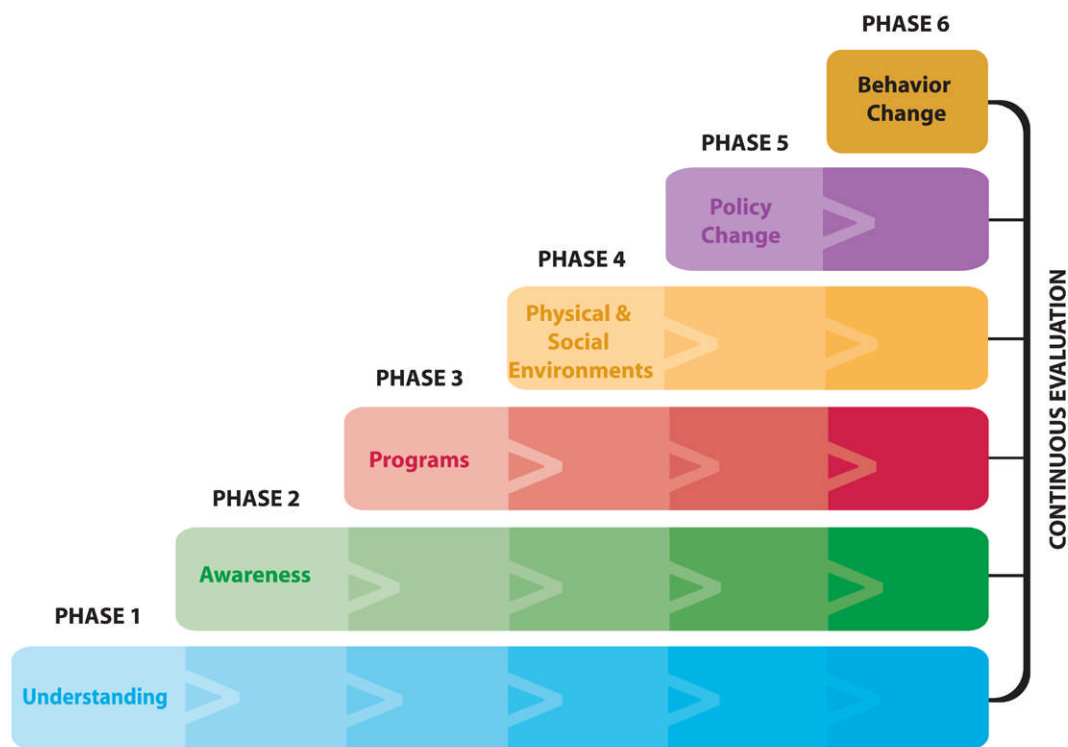 PHASE 6
Behavior
Change
PHASE 5
Policy
Change
PHASE 4
Physical &
Social
Environments
PHASE 3
Programs
PHASE 2
Awareness
PHASE 1
Understanding
CONTINUOUS EVALUATION